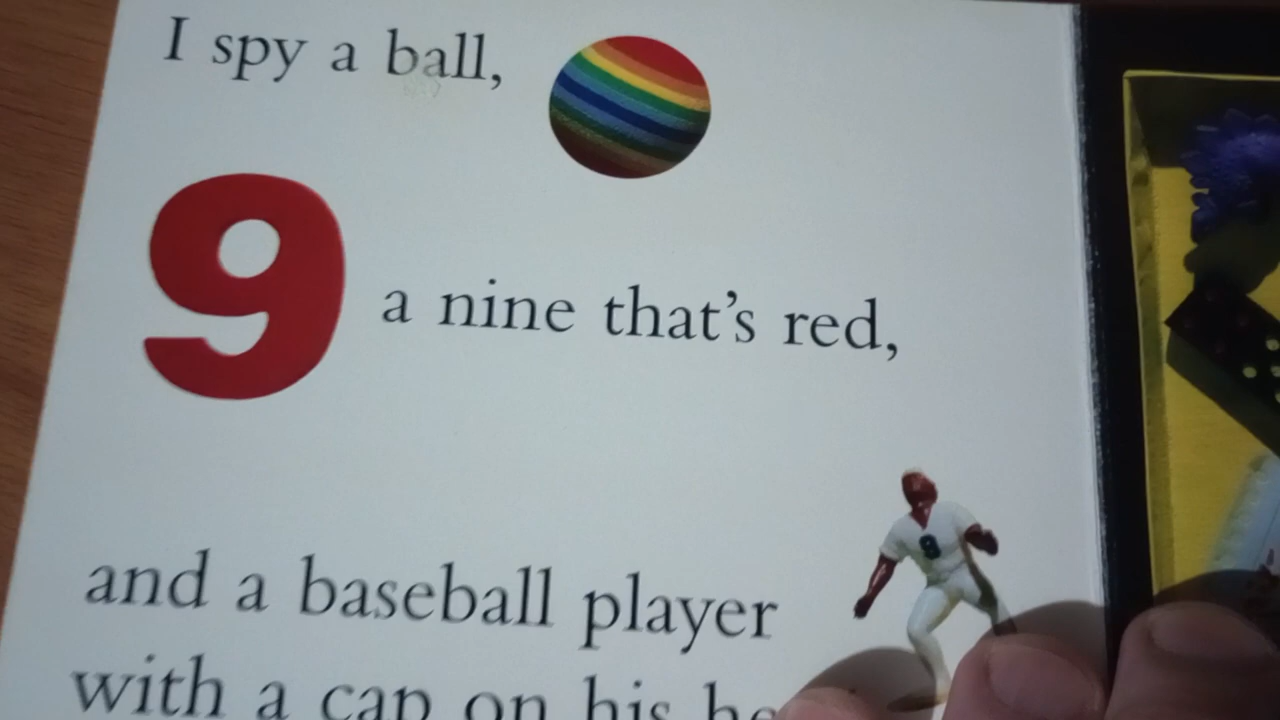 I spy a ball,
9 a nine that's red,
and a baseball player
with a cap on his